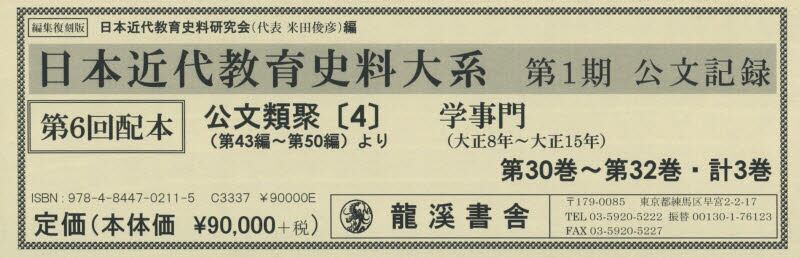 編集復刻版 日本近代教育史料研究会(代表 米田俊彦)編
日本近代教育史料大系 第1期 公文記録
第6回配本 公文類聚〔4〕 学事門
(第43編〜第50編)より (大正8年〜大正15年)
第30巻〜第32巻・計3巻
ISBN:978-4-8447-0211-5 C3337 ¥90000E
定価(本体価 ¥90,000+税)
龍溪書舎
〒179-0085 東京都練馬区早宮2-2-17
TEL 03-5920-5222 振替 00130-1-76123
FAX 03-5920-5227